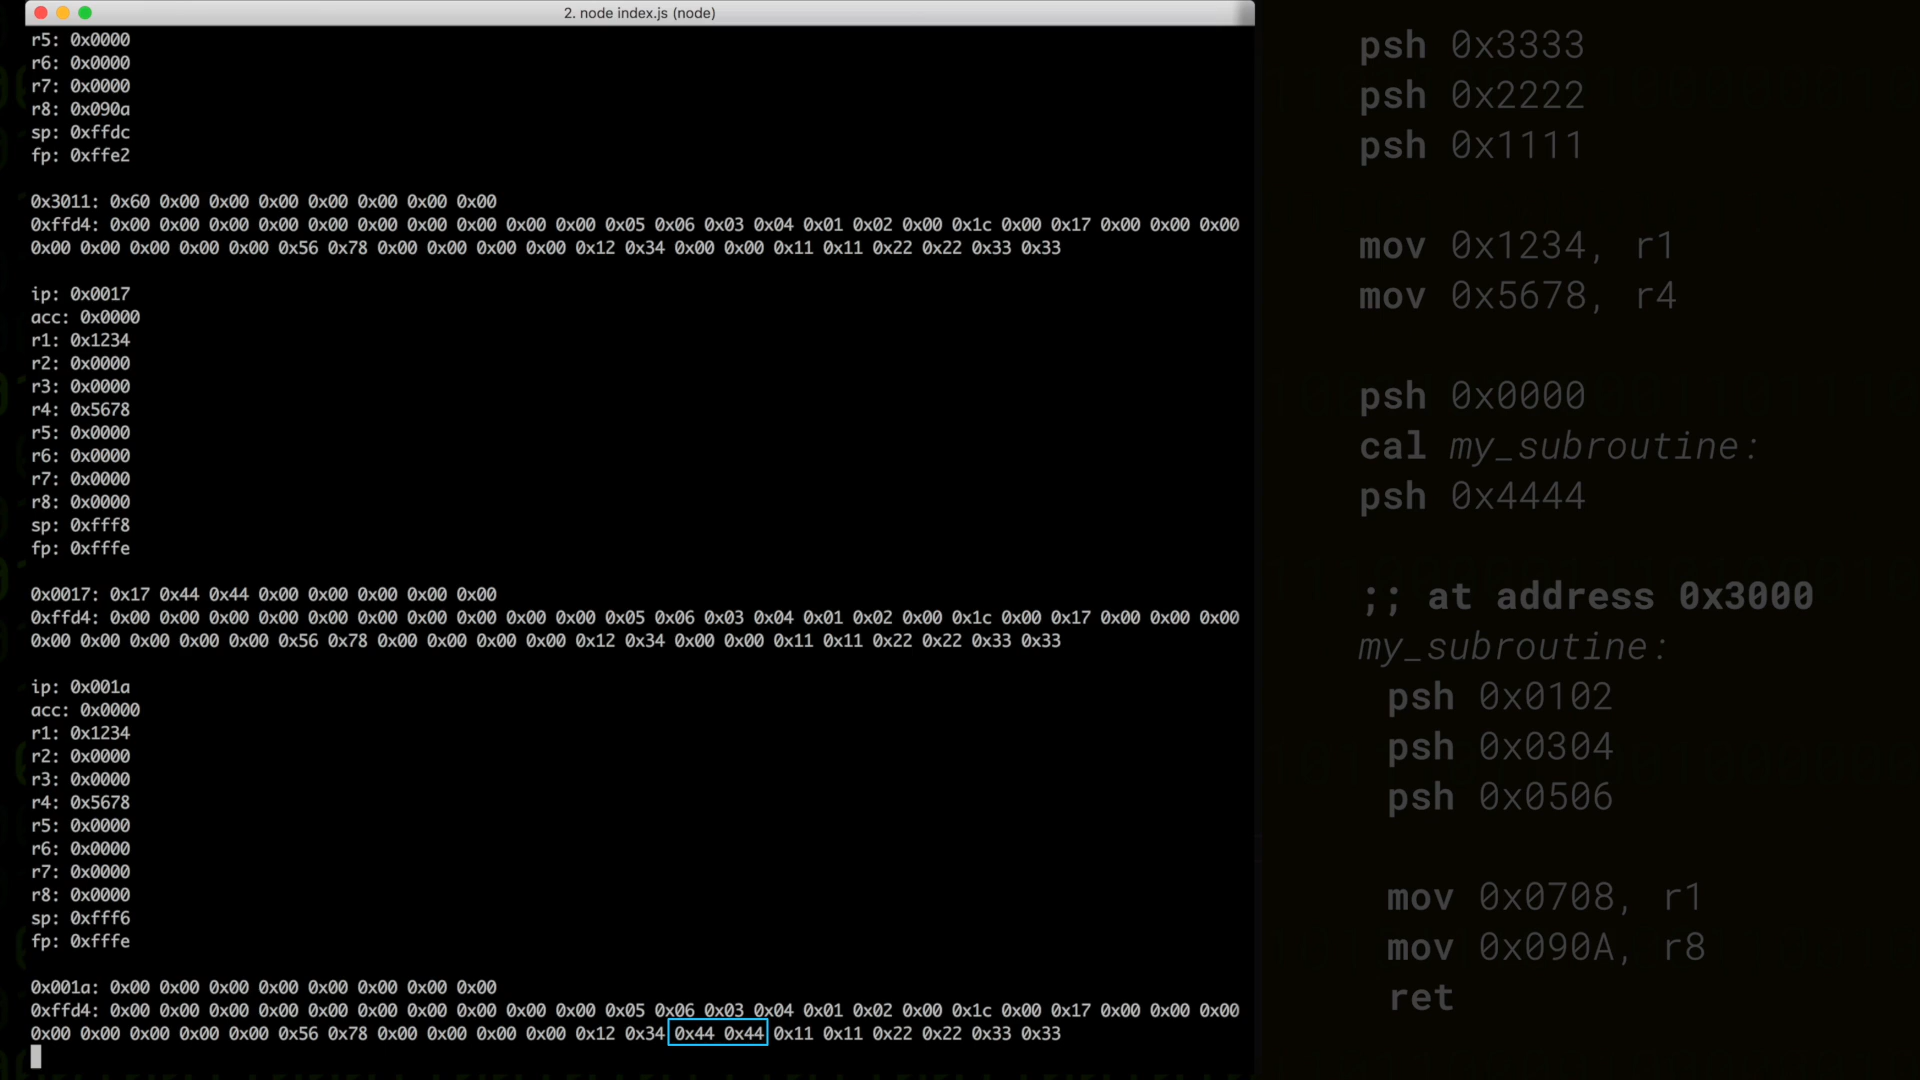 2. node index.js (node)
r5: 0x0000
r6: 0x0000
r7: 0x0000
r8: 0x090a
sp: 0xffdc
fp: 0xffe2
0x3011: 0x60 0x00 0x00 0x00 0x00 0x00 0x00 0x00
0xffd4: 0x00 0x00 0x00 0x00 0x00 0x00 0x00 0x00 0x00 0x00 0x05 0x06 0x03 0x04 0x01 0x02 0x00 0x1c 0x00 0x17 0x00 0x00 0x00
0x00 0x00 0x00 0x00 0x00 0x56 0x78 0x00 0x00 0x00 0x00 0x12 0x34 0x00 0x00 0x11 0x11 0x22 0x22 0x33 0x33
ip: 0x0017
acc: 0x0000
r1: 0x1234
r2: 0x0000
r3: 0x0000
r4: 0x5678
r5: 0x0000
r6: 0x0000
r7: 0x0000
r8: 0x0000
sp: 0xfff8
fp: 0xfffe
0x0017: 0x17 0x44 0x44 0x00 0x00 0x00 0x00 0x00
0xffd4: 0x00 0x00 0x00 0x00 0x00 0x00 0x00 0x00 0x00 0x00 0x05 0x06 0x03 0x04 0x01 0x02 0x00 0x1c 0x00 0x17 0x00 0x00 0x00
0x00 0x00 0x00 0x00 0x00 0x56 0x78 0x00 0x00 0x00 0x00 0x12 0x34 0x00 0x00 0x11 0x11 0x22 0x22 0x33 0x33
ip: 0x001a
acc: 0x0000
r1: 0x1234
r2: 0x0000
r3: 0x0000
r4: 0x5678
r5: 0x0000
r6: 0x0000
r7: 0x0000
r8: 0x0000
sp: 0xfff6
fp: 0xfffe
0x001a: 0x00 0x00 0x00 0x00 0x00 0x00 0x00 0x00
0xffd4: 0x00 0x00 0x00 0x00 0x00 0x00 0x00 0x00 0x00 0x00 0x05 0x06 0x03 0x04 0x01 0x02 0x00 0x1c 0x00 0x17 0x00 0x00 0x00
0x00 0x00 0x00 0x00 0x00 0x56 0x78 0x00 0x00 0x00 0x00 0x12 0x34 0x44 0x44 0x11 0x11 0x22 0x22 0x33 0x33
psh 0x3333
psh 0x2222
psh 0x1111
mov 0x1234, r1
mov 0x5678, r4
psh 0x0000
cal my_subroutine:
psh 0x4444
;; at address 0x3000
my_subroutine:
psh 0x0102
psh 0x0304
psh 0x0506
mov 0x0708, r1
mov 0x090A, r8
ret